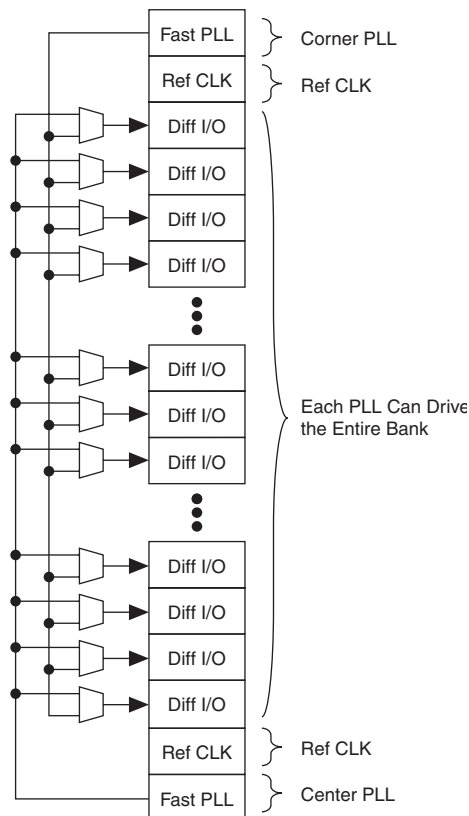 Fast PLL
Corner PLL
Ref CLK
Ref CLK
Diff I/O
Diff I/O
Diff I/O
Diff I/O
Diff I/O
Diff I/O
Diff I/O
Each PLL Can Drive
the Entire Bank
Diff I/O
Diff I/O
Diff I/O
Diff I/O
Ref CLK
Ref CLK
Fast PLL
Center PLL